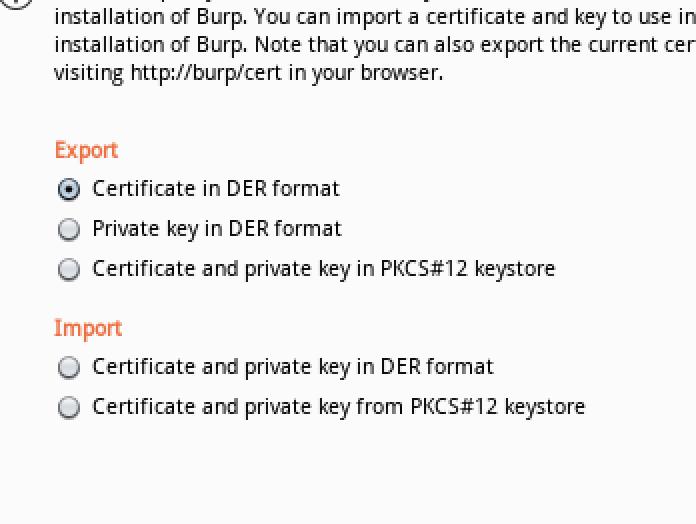 installation of Burp. You can import a certificate and key to use in
installation of Burp. Note that you can also export the current cer
visiting http://burp/cert in your browser.
Export
Certificate in DER format
Private key in DER format
Certificate and private key in PKCS#12 keystore
Import
Certificate and private key in DER format
Certificate and private key from PKCS#12 keystore